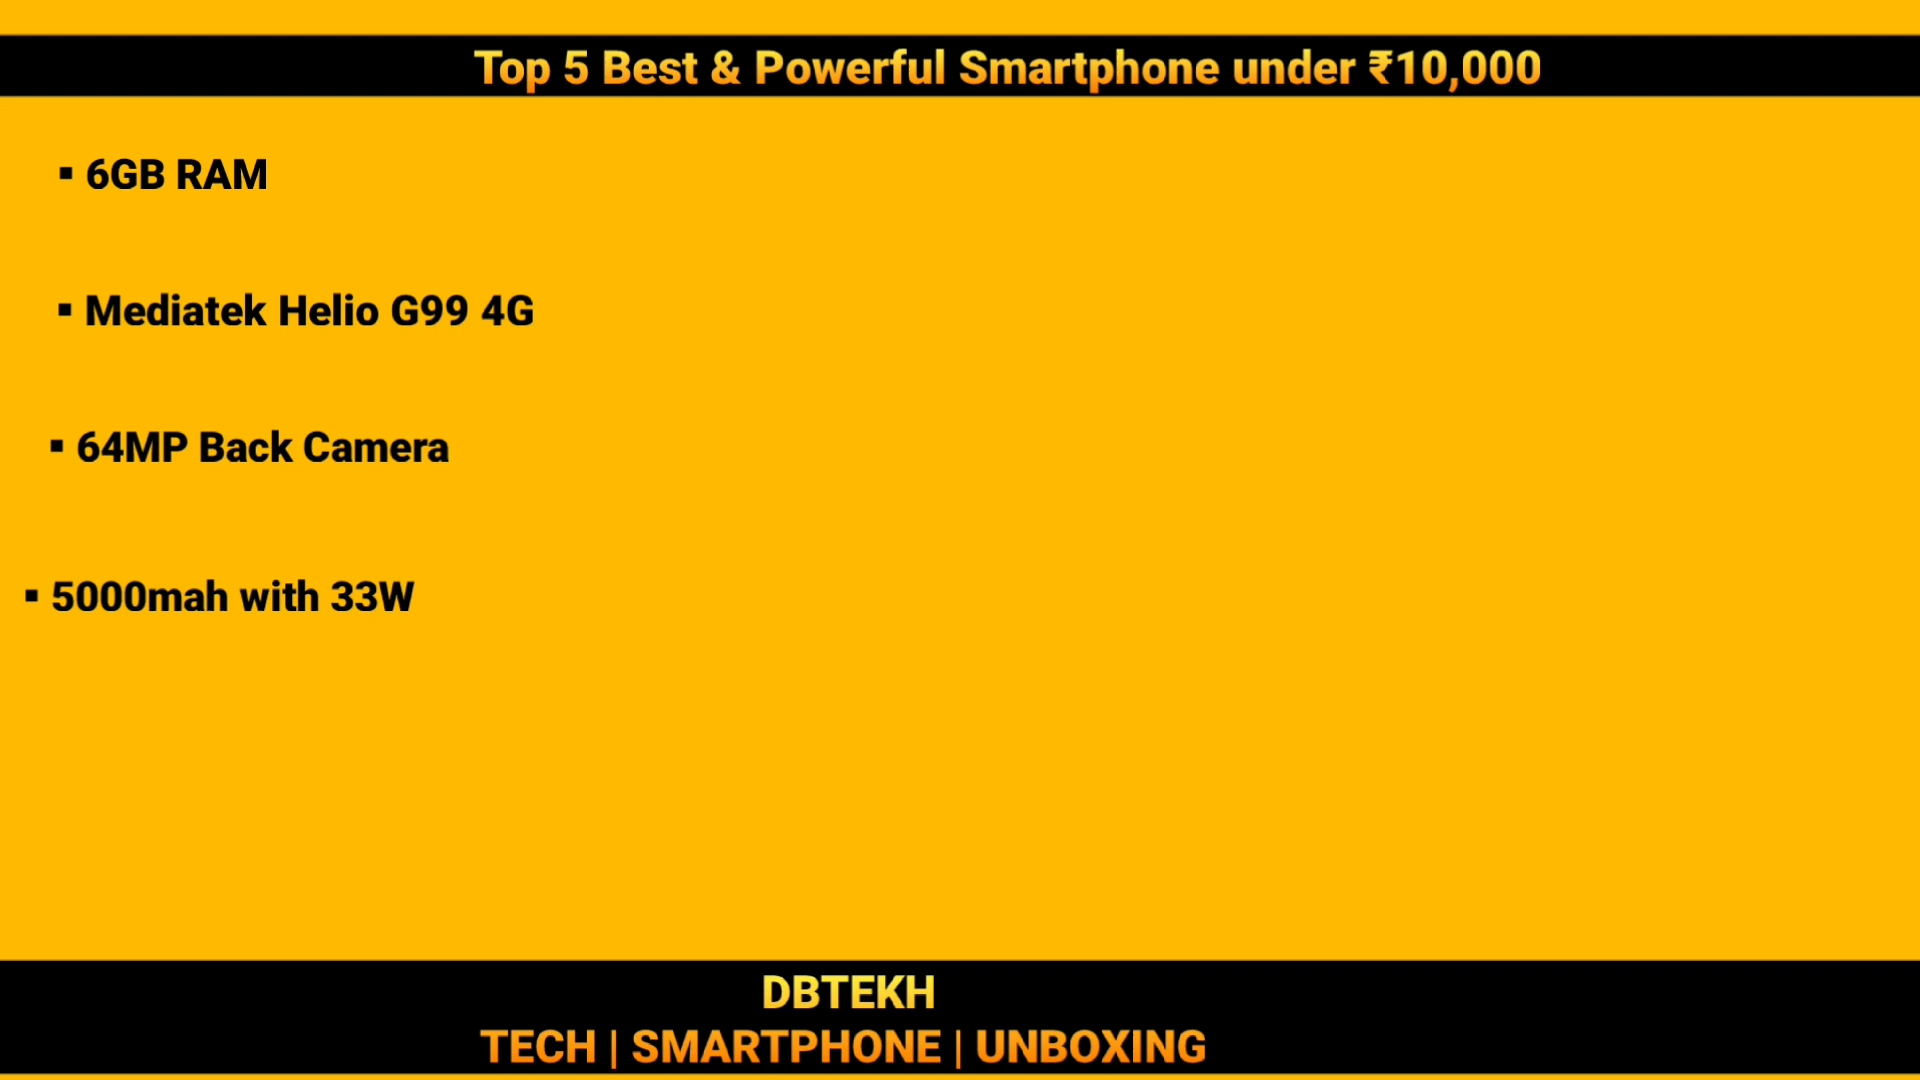 Top 5 Best & Powerful Smartphone under ₹10,000
▪ 6GB RAM
▪ Mediatek Helio G99 4G
▪ 64MP Back Camera
▪ 5000mah with 33W
DBTEKH
TECH | SMARTPHONE | UNBOXING